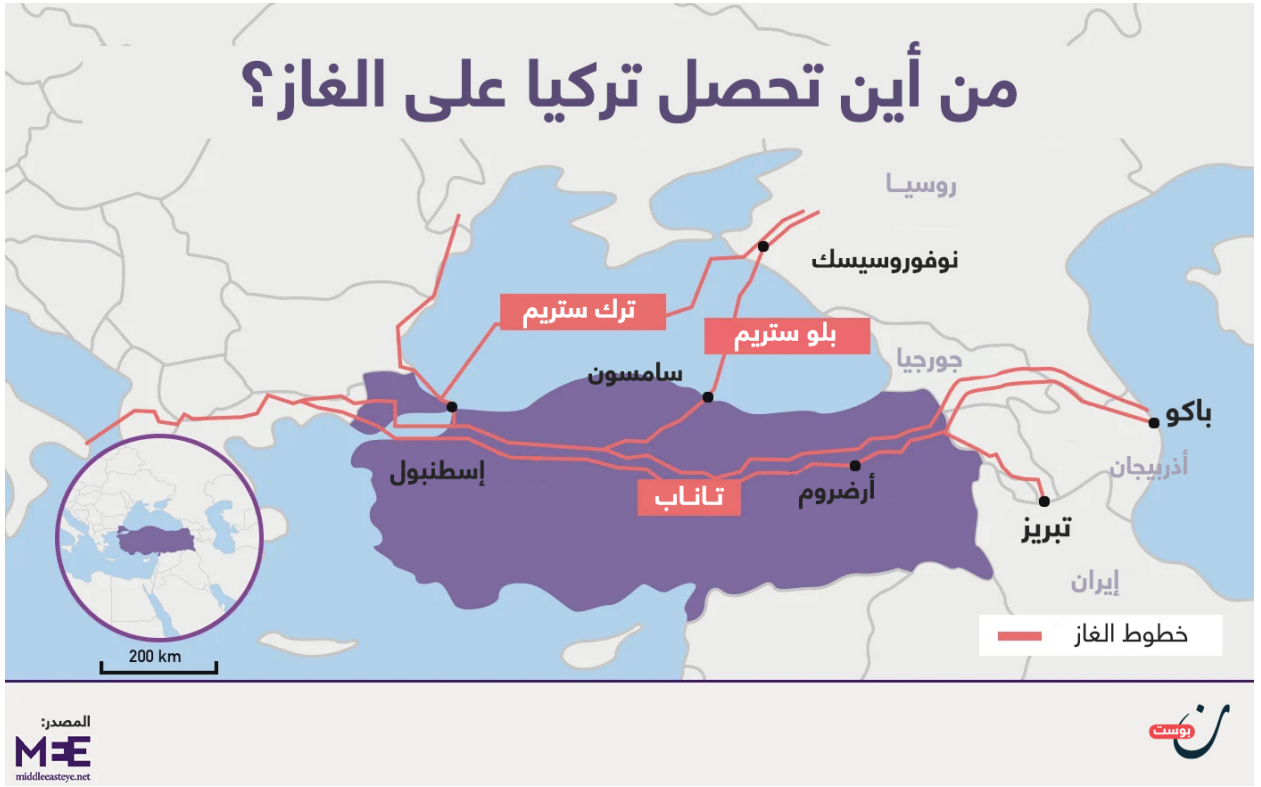 من أين تحصل تركيا على الغاز؟
روسيــا
نوفوروسيسك
ترك ستريم
بلو ستريم
جورجيا
سامسون
باكو
أذربيجان
إسطنبول
أرضروم
تـانـاب
تبريز
إيران
خطوط الغاز
200 km
المصدر:
MEE
middleeasteye.net
ن بوست